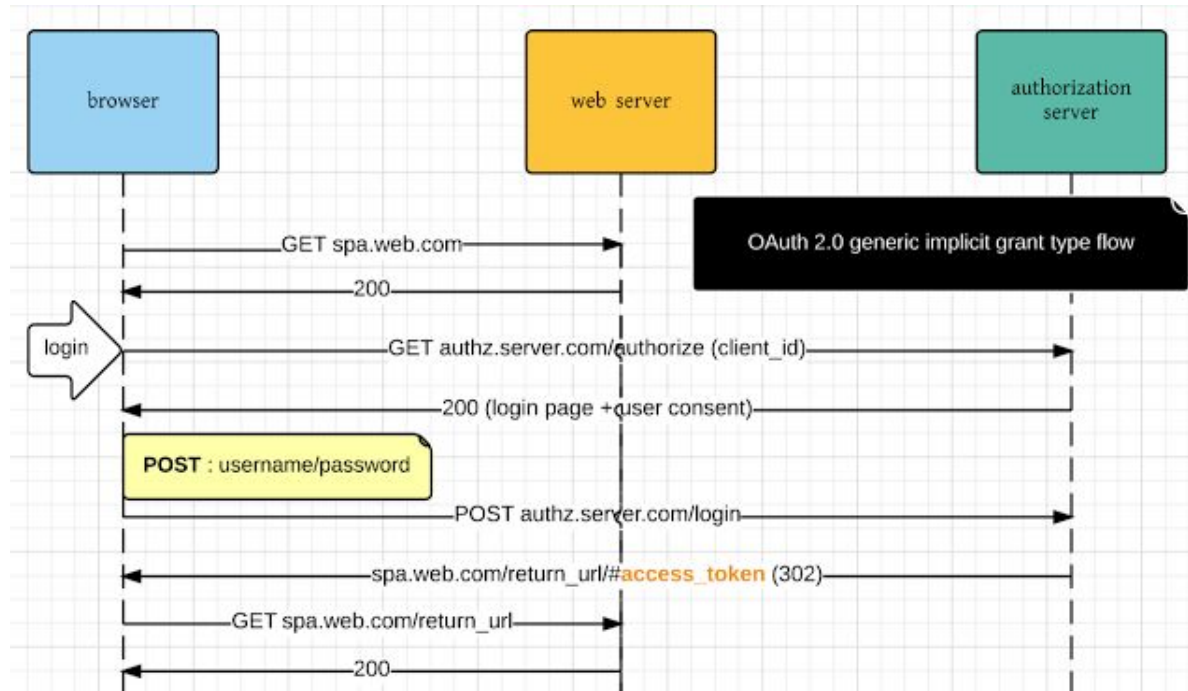 browser
web server
authorization
server
OAuth 2.0 generic implicit grant type flow
GET spa.web.com
200
login
GET authz.server.com/authorize (client_id)
200 (login page + user consent)
POST : username/password
POST authz.server.com/login
spa.web.com/return_url/#access_token (302)
GET spa.web.com/return_url
200